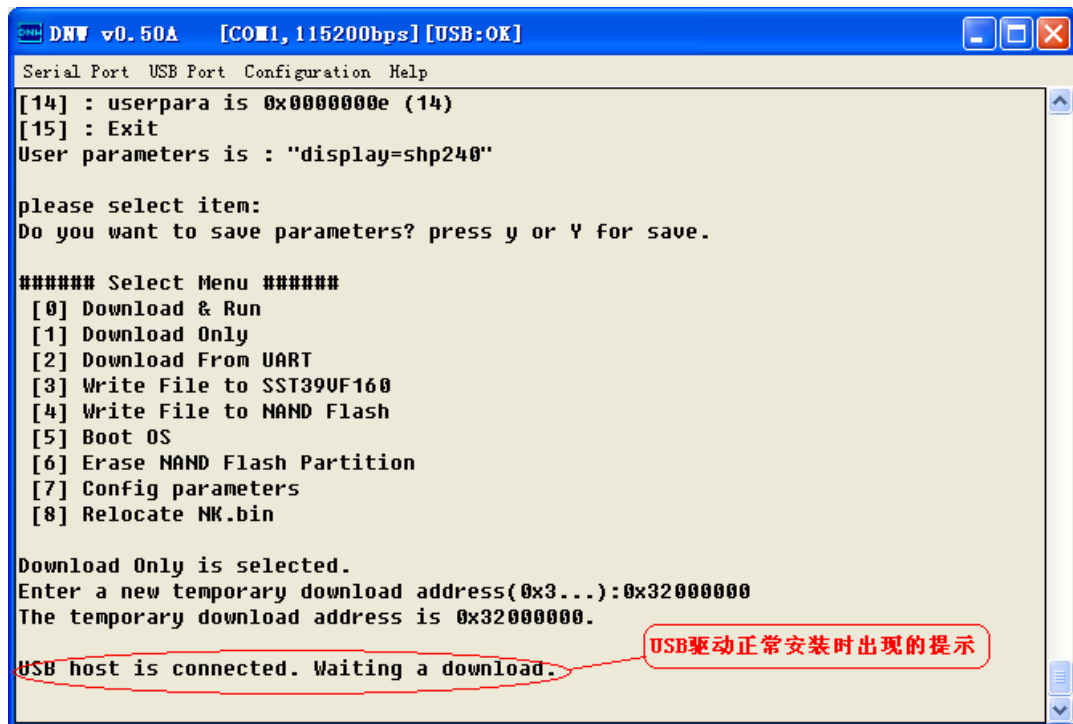 DNW v0.50A [COM1,115200bps][USB:OK]
Serial Port USB Port Configuration Help
[14] : userpara is 0x0000000e (14)
[15] : Exit
User parameters is : "display=shp240"
please select item:
Do you want to save parameters? press y or Y for save.
###### Select Menu ######
[0] Download & Run
[1] Download Only
[2] Download From UART
[3] Write File to SST39VF160
[4] Write File to NAND Flash
[5] Boot OS
[6] Erase NAND Flash Partition
[7] Config parameters
[8] Relocate NK.bin
Download Only is selected.
Enter a new temporary download address(0x3...):0x32000000
The temporary download address is 0x32000000.
USB驱动正常安装时出现的提示
USB host is connected. Waiting a download.